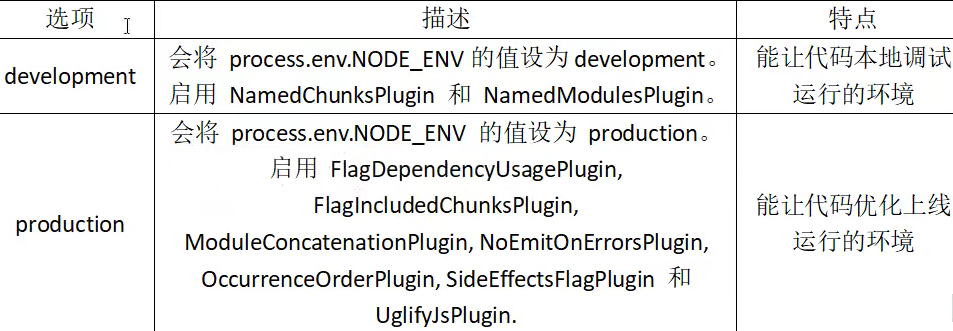 选项 描述 特点
development
会将 process.env.NODE_ENV 的值设为 development。
启用 NamedChunksPlugin 和 NamedModulesPlugin。
能让代码本地调试
运行的环境
production
会将 process.env.NODE_ENV 的值设为 production。
启用 FlagDependencyUsagePlugin,
FlagIncludedChunksPlugin,
ModuleConcatenationPlugin, NoEmitOnErrorsPlugin,
OccurrenceOrderPlugin, SideEffectsFlagPlugin 和
UglifyJsPlugin.
能让代码优化上线
运行的环境